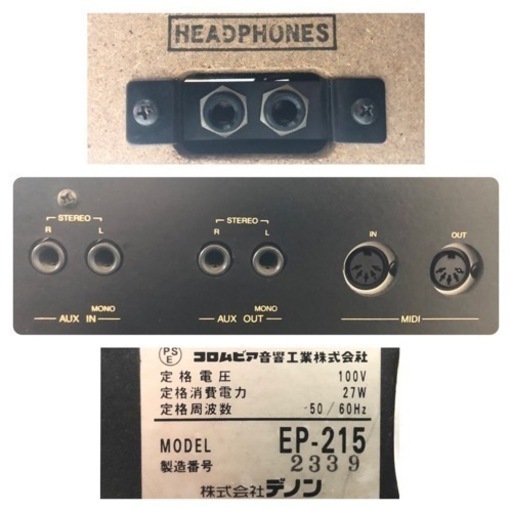 HEADPHONES
STEREO STEREO
R L R L IN OUT
MONO MONO
AUX IN AUX OUT MIDI
PS E コロムビア音響工業株式会社
定格電圧 100V
定格消費電力 27W
定格周波数 50/60Hz
MODEL EP-215
製造番号 2339
株式会社デノン